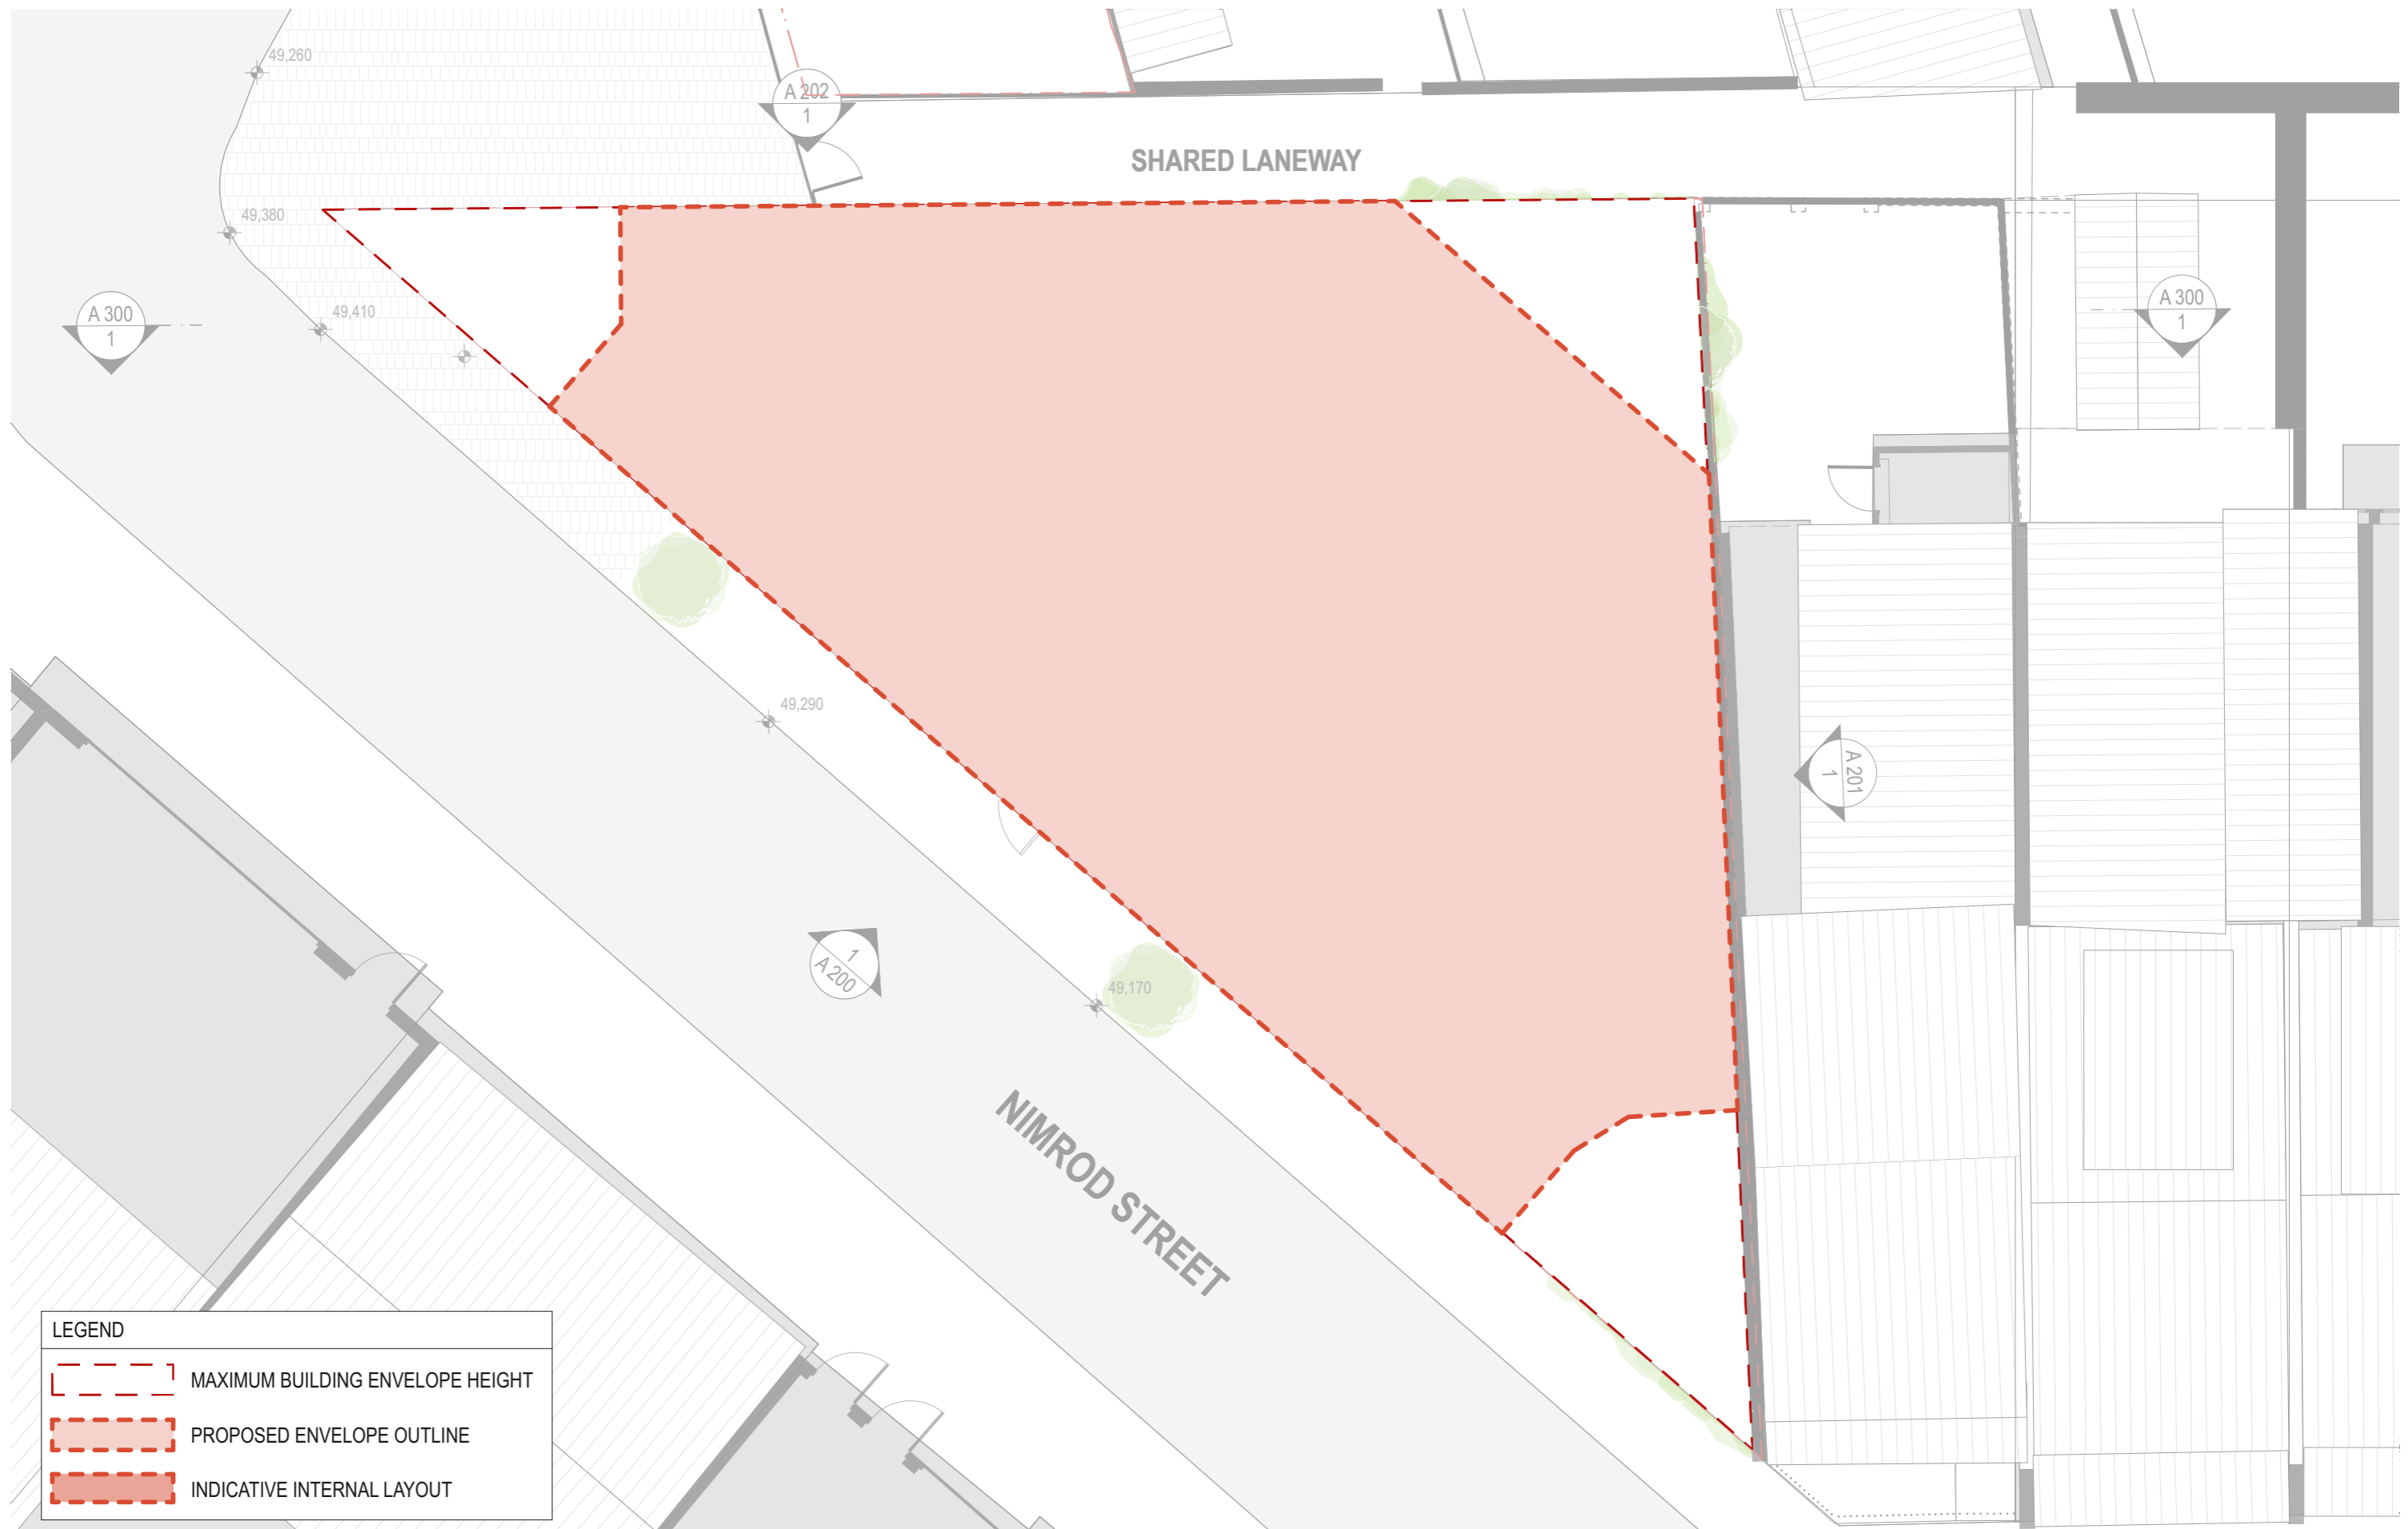 49,260
A 202
1
SHARED LANEWAY
49,380
A 300
1
49,410
A 300
1
49,290
A 201
1
1
A 200
49,170
NIMROD STREET
LEGEND
MAXIMUM BUILDING ENVELOPE HEIGHT
PROPOSED ENVELOPE OUTLINE
INDICATIVE INTERNAL LAYOUT